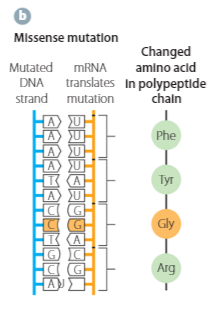 b
Missense mutation
Mutated DNA strand
mRNA translates mutation
Changed amino acid in polypeptide chain
A U
A U Phe
A U
A U
T A Tyr
A U
C G
C G Gly
T A
G C
C G Arg
A U